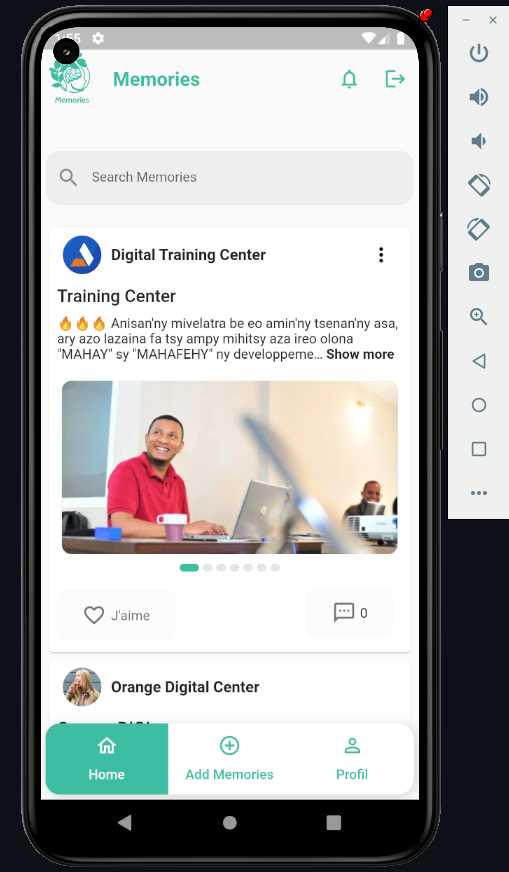 1:55
Memories
Memories
Search Memories
Digital Training Center
Training Center
🔥🔥🔥 Anisan'ny mivelatra be eo amin'ny tsenan'ny asa,
ary azo lazaina fa tsy ampy mihitsy aza ireo olona
"MAHAY" sy "MAHAFEHY" ny developpeme... Show more
J'aime
0
Orange Digital Center
Home
Add Memories
Profil